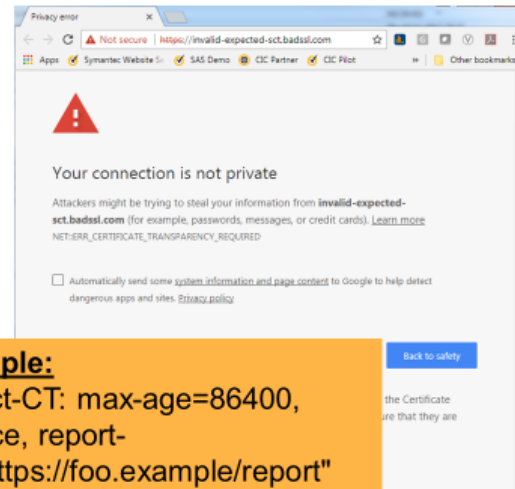 Privacy error
Not secure | https://invalid-expected-sct.badssl.com
Apps Symantec Website S SAS Demo CIC Partner CIC Pilot » Other bookmarks
Your connection is not private
Attackers might be trying to steal your information from invalid-expected-
sct.badssl.com (for example, passwords, messages, or credit cards). Learn more
NET::ERR_CERTIFICATE_TRANSPARENCY_REQUIRED
Automatically send some system information and page content to Google to help detect
dangerous apps and sites. Privacy policy
Back to safety
ple:
ct-CT: max-age=86400,
ce, report-
ttps://foo.example/report"
the Certificate
ure that they are